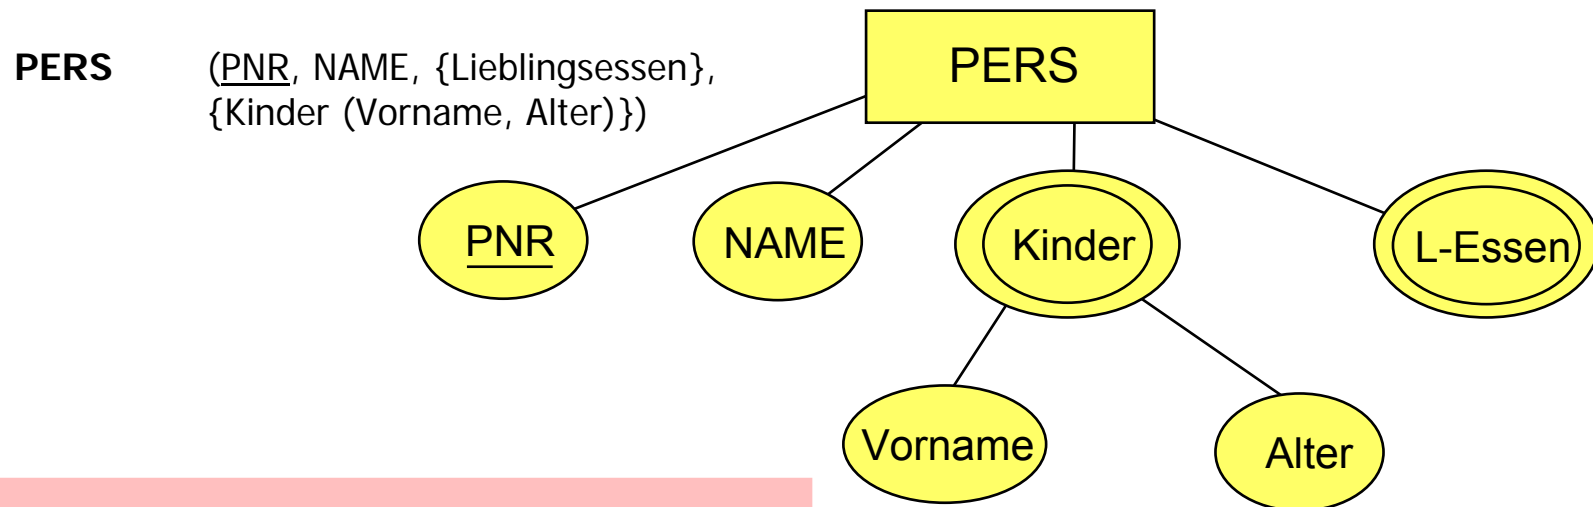 PERS (PNR, NAME, {Lieblingsessen},
{Kinder (Vorname, Alter)})
PERS
PNR
NAME
Kinder
L-Essen
Vorname
Alter